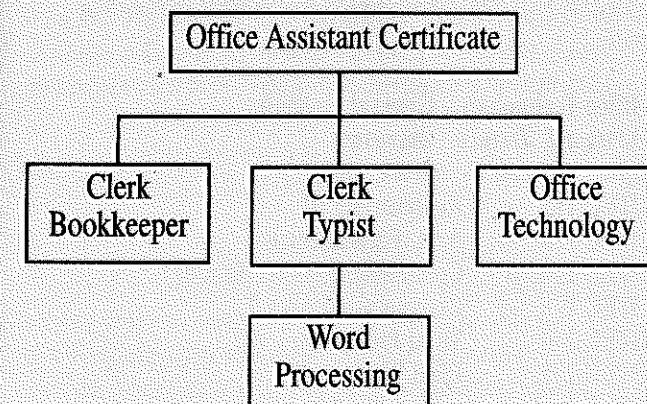 Office Assistant Certificate
Clerk
Bookkeeper
Clerk
Typist
Office
Technology
Word
Processing